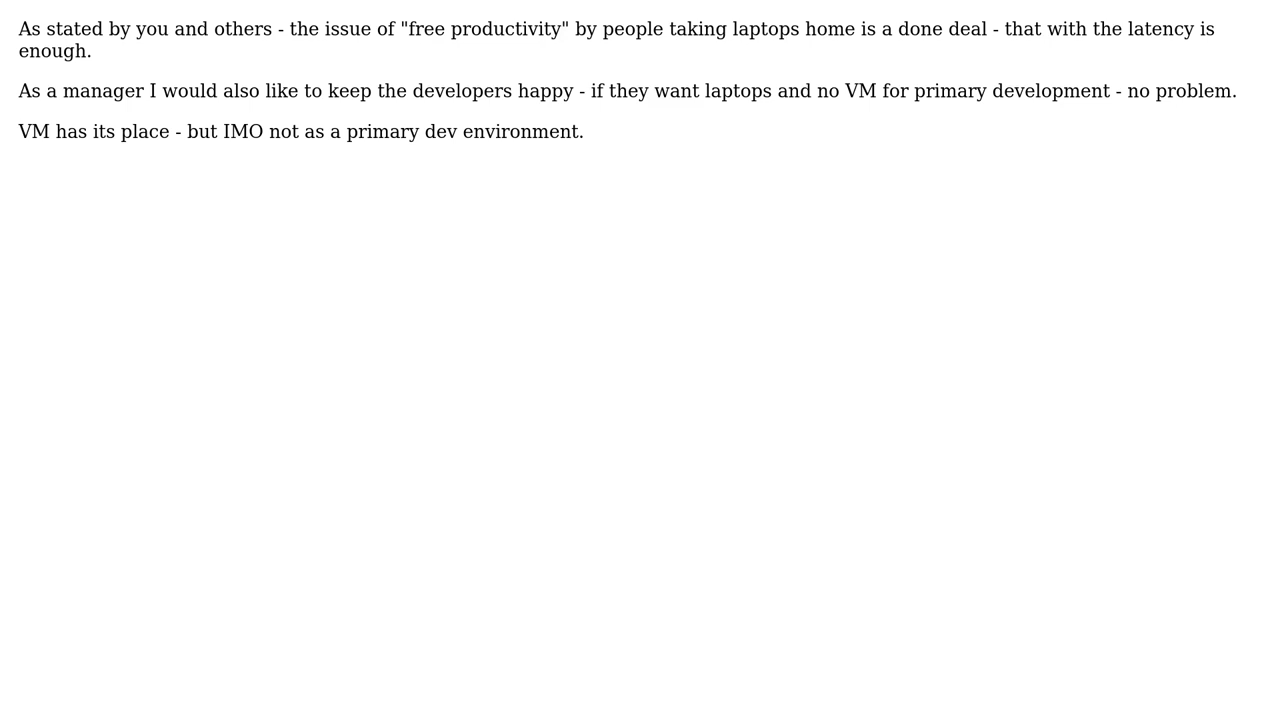 As stated by you and others - the issue of "free productivity" by people taking laptops home is a done deal - that with the latency is
enough.
As a manager I would also like to keep the developers happy - if they want laptops and no VM for primary development - no problem.
VM has its place - but IMO not as a primary dev environment.